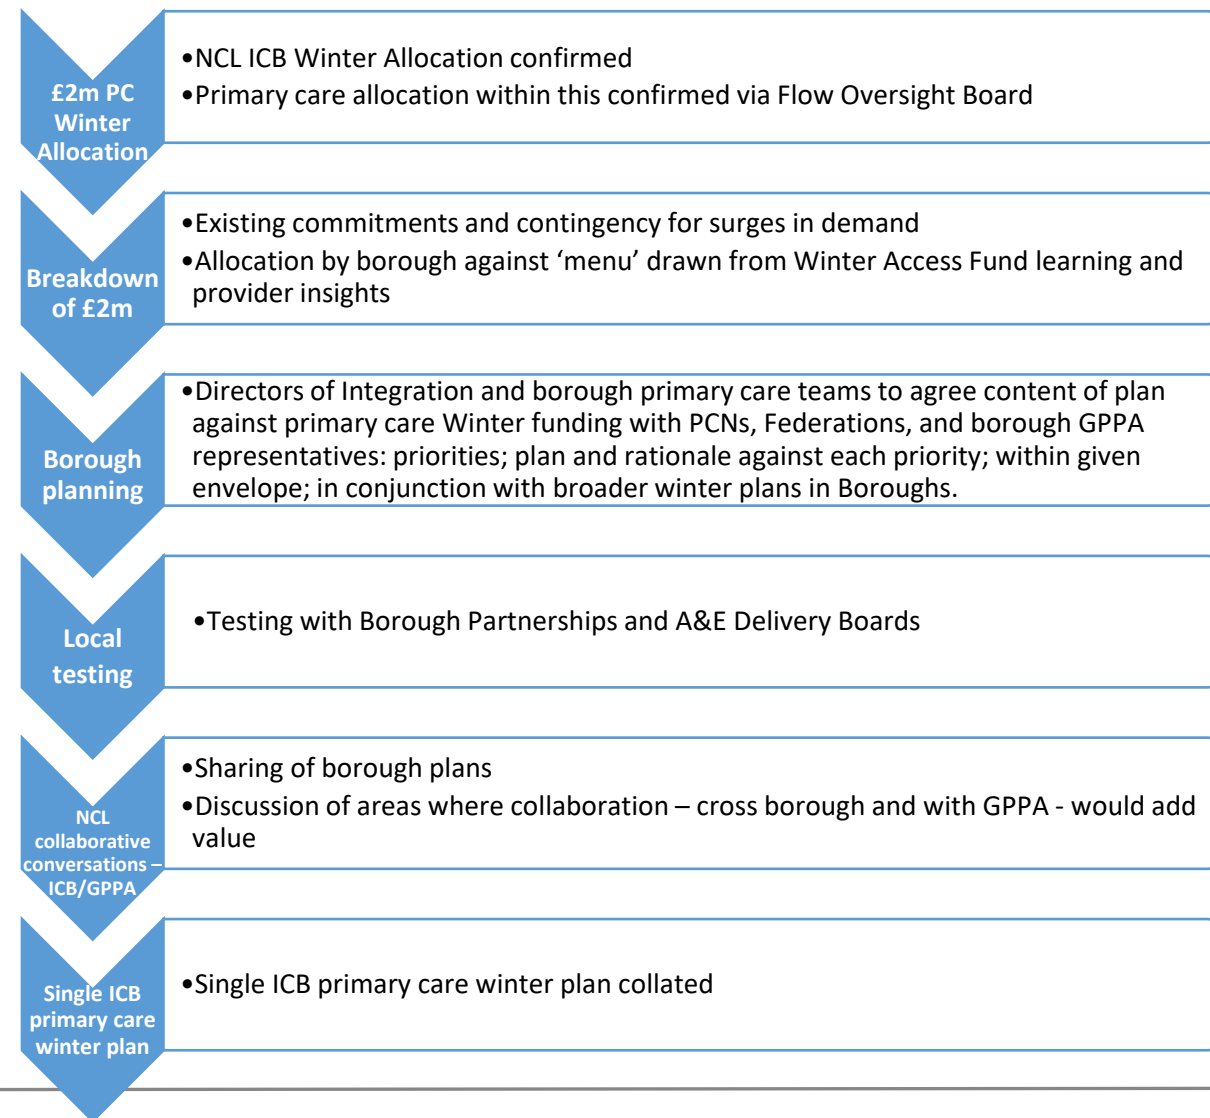 £2m PC
Winter
Allocation
•NCL ICB Winter Allocation confirmed
•Primary care allocation within this confirmed via Flow Oversight Board
Breakdown
of £2m
•Existing commitments and contingency for surges in demand
•Allocation by borough against ‘menu’ drawn from Winter Access Fund learning and
provider insights
Borough
planning
•Directors of Integration and borough primary care teams to agree content of plan
against primary care Winter funding with PCNs, Federations, and borough GPPA
representatives: priorities; plan and rationale against each priority; within given
envelope; in conjunction with broader winter plans in Boroughs.
Local
testing
•Testing with Borough Partnerships and A&E Delivery Boards
NCL
collaborative
conversations –
ICB/GPPA
•Sharing of borough plans
•Discussion of areas where collaboration – cross borough and with GPPA - would add
value
Single ICB
primary care
winter plan
•Single ICB primary care winter plan collated